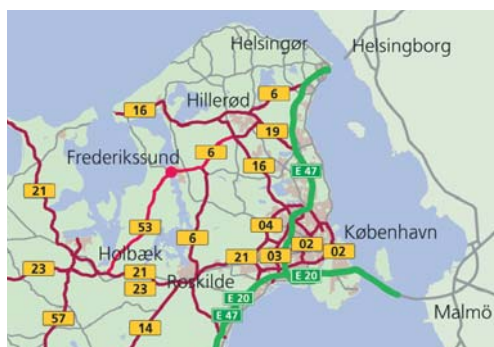 Helsingør
Helsingborg
6
Hillerød
16
19
Frederikssund
6
16
E 47
21
53
04
København
6
02
02
Holbæk
21
03
23
21
E 20
23
Roskilde
E 20
E 47
Malmö
57
14